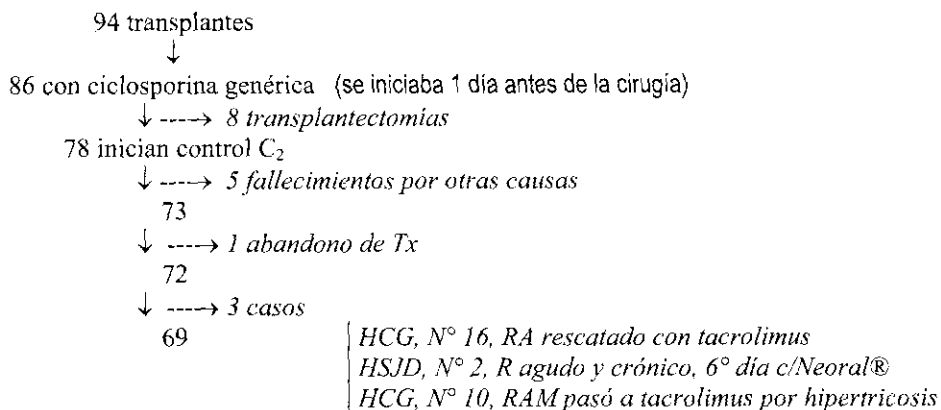 94 transplantes
↓
86 con ciclosporina genérica (se iniciaba 1 día antes de la cirugía)
↓ ----→ 8 transplantectomías
78 inician control C₂
↓ ----→ 5 fallecimientos por otras causas
73
↓ ----→ 1 abandono de Tx
72
↓ ----→ 3 casos
69 HCG, N° 16, RA rescatado con tacrolimus
HSJD, N° 2, R agudo y crónico, 6° día c/Neoral®
HCG, N° 10, RAM pasó a tacrolimus por hipertricosis